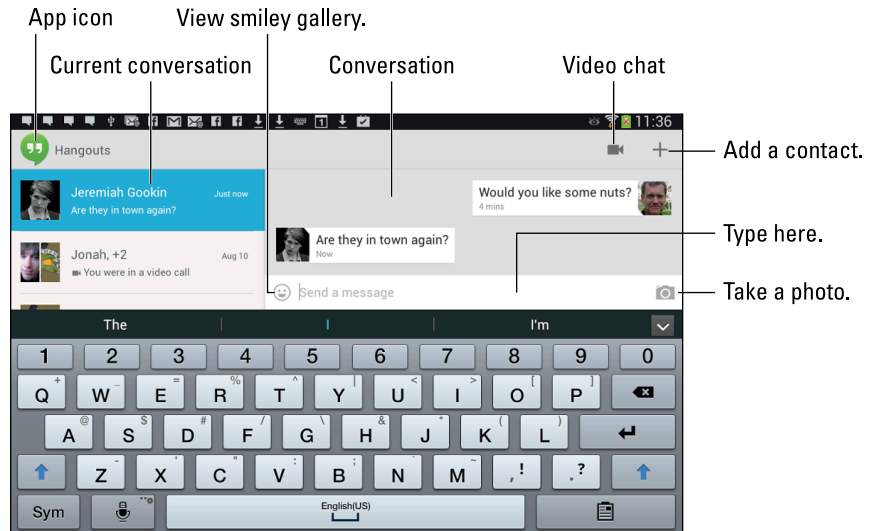 App icon
View smiley gallery.
Current conversation
Conversation
Video chat
1
11:36
Hangouts
Add a contact.
Jeremiah Gookin
Just now
Are they in town again?
Would you like some nuts?
4 mins
Jonah, +2
Aug 10
You were in a video call
Are they in town again?
Now
Type here.
Send a message
Take a photo.
The I I'm
1 2 3 4 5 6 7 8 9 0
Q + W _ E = R % T ^ Y | U < I > O [ P ]
A @ S $ D # F / G \ H & J * K ( L )
Z - X ' C " V : B ; N , M ~ , ! . ?
Sym English(US)